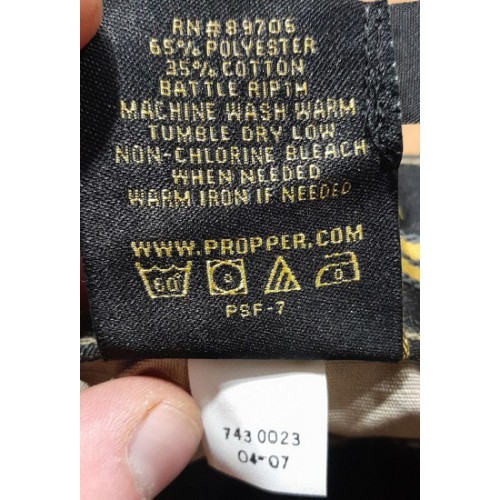 RN#89706
65% POLYESTER
35% COTTON
BATTLE RIPTM
MACHINE WASH WARM
TUMBLE DRY LOW
NON-CHLORINE BLEACH
WHEN NEEDED
WARM IRON IF NEEDED
WWW.PROPPER.COM
60°
PSF-7
743 0023
04-07